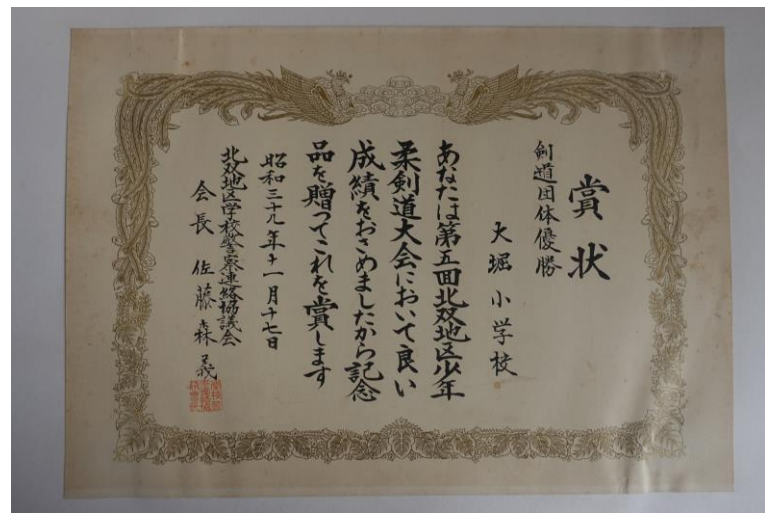 賞状
剣道団体優勝
大堀小学校
あなたは第五回北双地区少年
柔剣道大会において良い
成績をおさめましたから記念
品を贈ってこれを賞します
昭和三十九年十一月十七日
北双地区学校警察連絡協議会
会長 佐藤森義